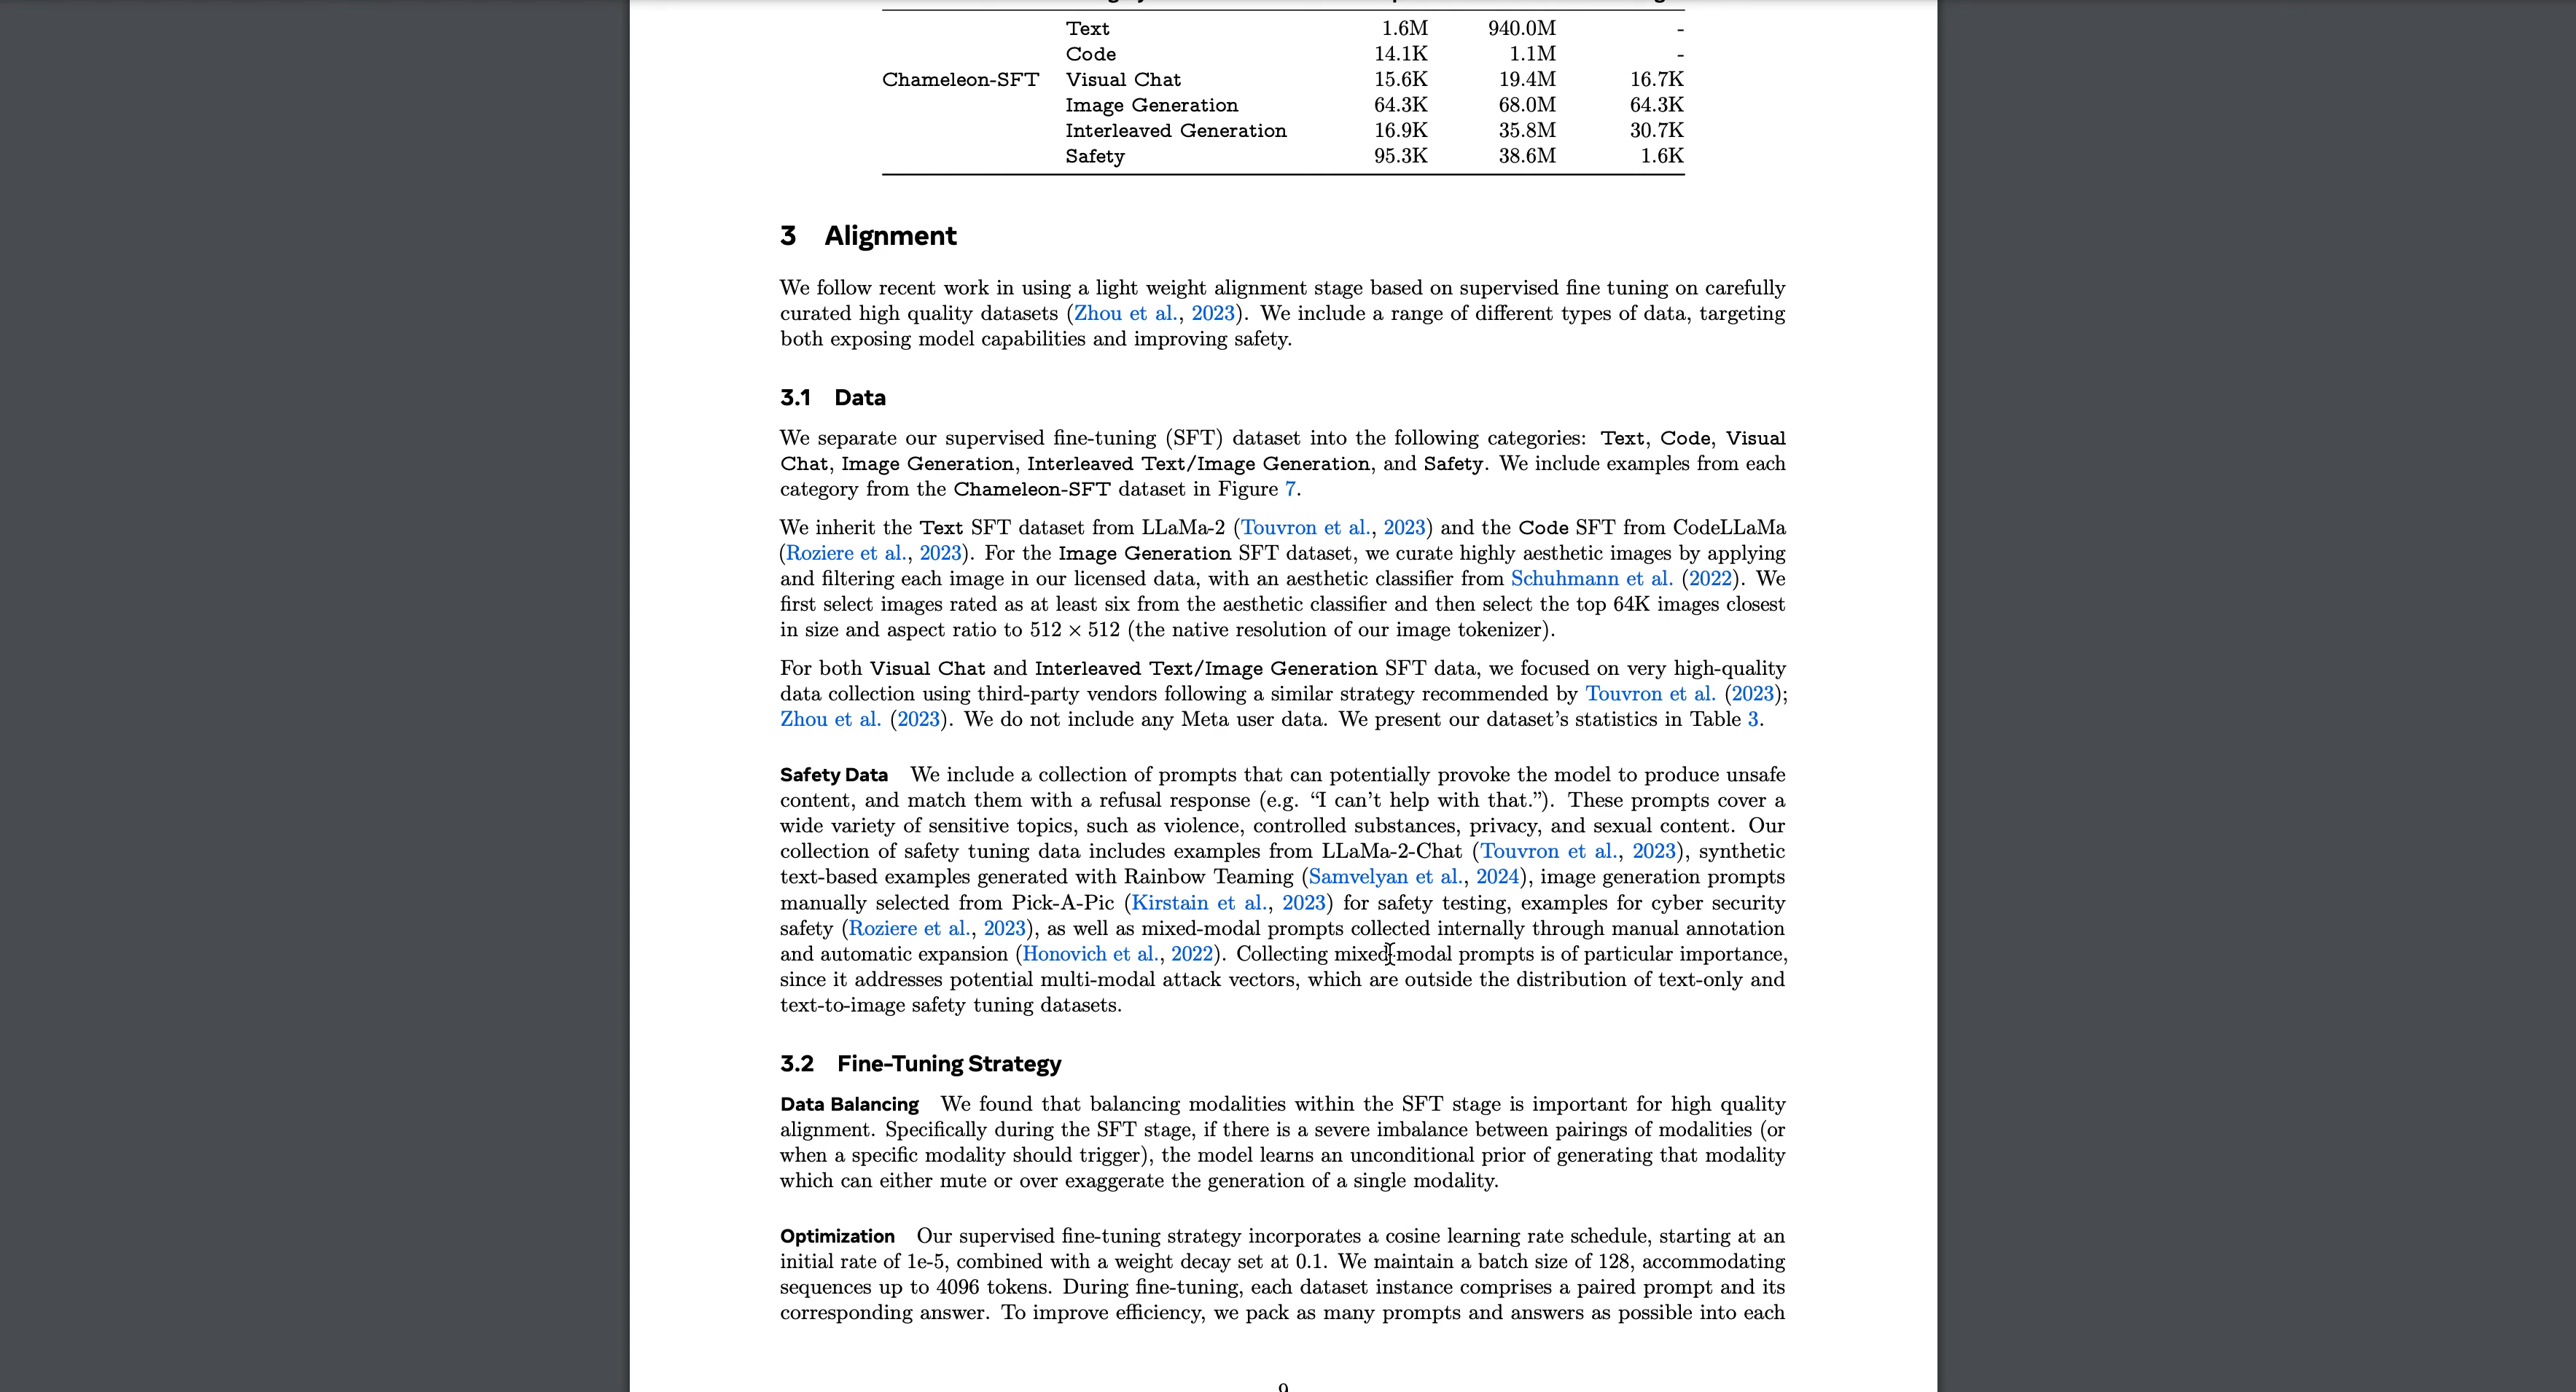 Text 1.6M 940.0M -
Code 14.1K 1.1M -
Chameleon-SFT Visual Chat 15.6K 19.4M 16.7K
Image Generation 64.3K 68.0M 64.3K
Interleaved Generation 16.9K 35.8M 30.7K
Safety 95.3K 38.6M 1.6K
3 Alignment
We follow recent work in using a light weight alignment stage based on supervised fine tuning on carefully
curated high quality datasets (Zhou et al., 2023). We include a range of different types of data, targeting
both exposing model capabilities and improving safety.
3.1 Data
We separate our supervised fine-tuning (SFT) dataset into the following categories: Text, Code, Visual
Chat, Image Generation, Interleaved Text/Image Generation, and Safety. We include examples from each
category from the Chameleon-SFT dataset in Figure 7.
We inherit the Text SFT dataset from LLaMa-2 (Touvron et al., 2023) and the Code SFT from CodeLLaMa
(Roziere et al., 2023). For the Image Generation SFT dataset, we curate highly aesthetic images by applying
and filtering each image in our licensed data, with an aesthetic classifier from Schuhmann et al. (2022). We
first select images rated as at least six from the aesthetic classifier and then select the top 64K images closest
in size and aspect ratio to 512 × 512 (the native resolution of our image tokenizer).
For both Visual Chat and Interleaved Text/Image Generation SFT data, we focused on very high-quality
data collection using third-party vendors following a similar strategy recommended by Touvron et al. (2023);
Zhou et al. (2023). We do not include any Meta user data. We present our dataset's statistics in Table 3.
Safety Data We include a collection of prompts that can potentially provoke the model to produce unsafe
content, and match them with a refusal response (e.g. “I can't help with that.”). These prompts cover a
wide variety of sensitive topics, such as violence, controlled substances, privacy, and sexual content. Our
collection of safety tuning data includes examples from LLaMa-2-Chat (Touvron et al., 2023), synthetic
text-based examples generated with Rainbow Teaming (Samvelyan et al., 2024), image generation prompts
manually selected from Pick-A-Pic (Kirstain et al., 2023) for safety testing, examples for cyber security
safety (Roziere et al., 2023), as well as mixed-modal prompts collected internally through manual annotation
and automatic expansion (Honovich et al., 2022). Collecting mixed-modal prompts is of particular importance,
since it addresses potential multi-modal attack vectors, which are outside the distribution of text-only and
text-to-image safety tuning datasets.
3.2 Fine-Tuning Strategy
Data Balancing We found that balancing modalities within the SFT stage is important for high quality
alignment. Specifically during the SFT stage, if there is a severe imbalance between pairings of modalities (or
when a specific modality should trigger), the model learns an unconditional prior of generating that modality
which can either mute or over exaggerate the generation of a single modality.
Optimization Our supervised fine-tuning strategy incorporates a cosine learning rate schedule, starting at an
initial rate of 1e-5, combined with a weight decay set at 0.1. We maintain a batch size of 128, accommodating
sequences up to 4096 tokens. During fine-tuning, each dataset instance comprises a paired prompt and its
corresponding answer. To improve efficiency, we pack as many prompts and answers as possible into each